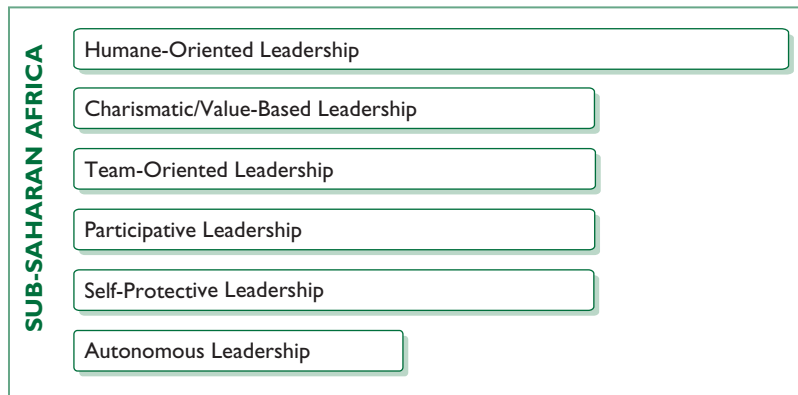 SUB-SAHARAN AFRICA
Humane-Oriented Leadership
Charismatic/Value-Based Leadership
Team-Oriented Leadership
Participative Leadership
Self-Protective Leadership
Autonomous Leadership